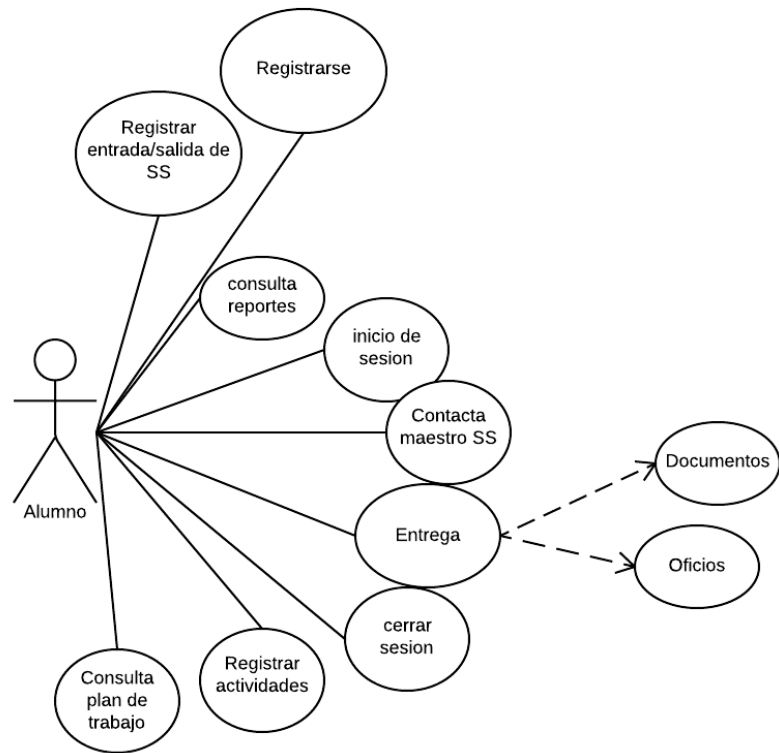 Registrarse
Registrar
entrada/salida de
SS
consulta
reportes
inicio de
sesion
Contacta
maestro SS
Documentos
Alumno
Entrega
Oficios
cerrar
sesion
Registrar
actividades
Consulta
plan de
trabajo